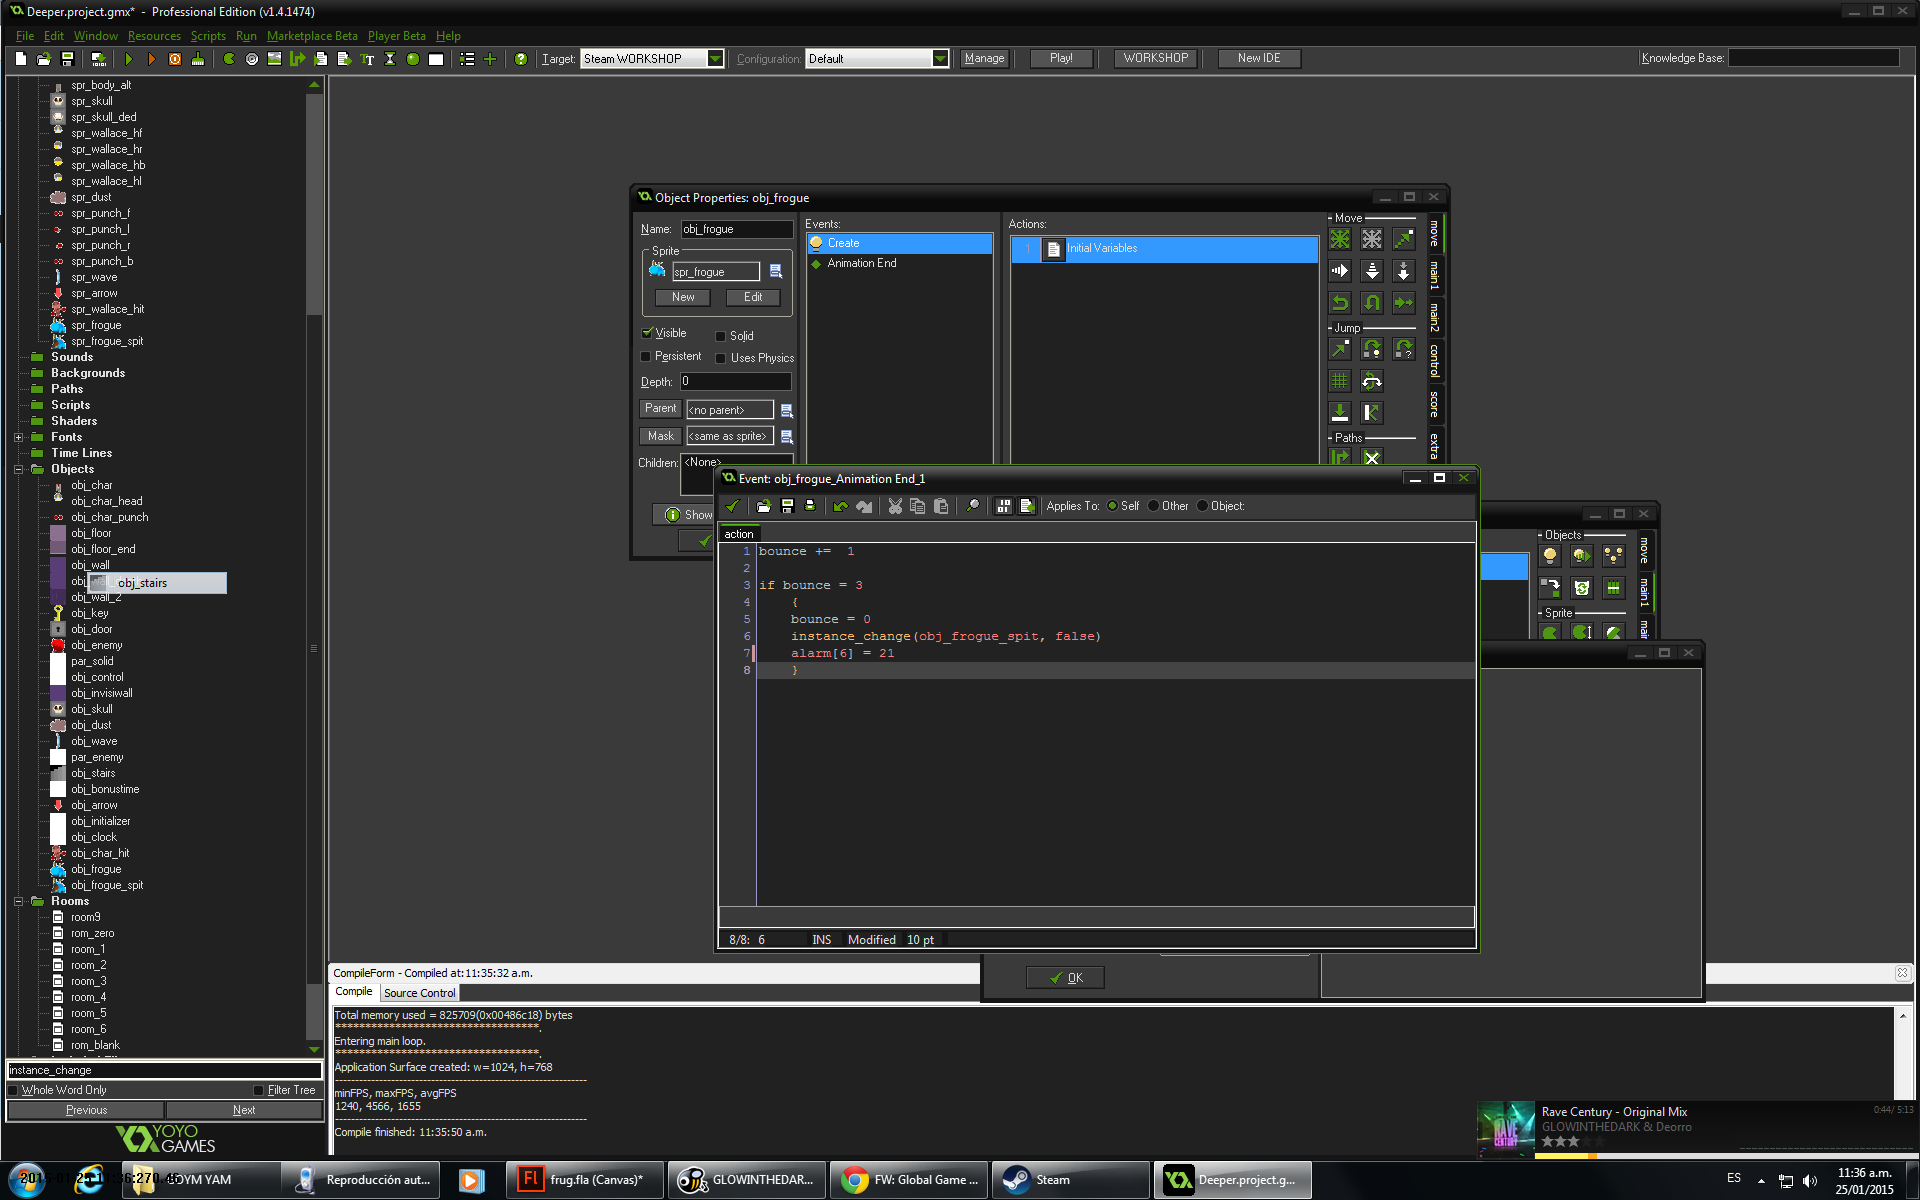 Deeper.project.gmx* - Professional Edition (v1.4.1474)
File Edit Window Resources Scripts Run Marketplace Beta Player Beta Help
Target: Steam WORKSHOP Configuration: Default Manage Play! WORKSHOP New IDE Knowledge Base:
spr_body_alt
spr_skull
spr_skull_ded
spr_wallace_hf
spr_wallace_hr
spr_wallace_hb
spr_wallace_hl
spr_dust
spr_punch_f
spr_punch_l
spr_punch_r
spr_punch_b
spr_wave
spr_arrow
spr_wallace_hit
spr_frogue
spr_frogue_spit
Sounds
Backgrounds
Paths
Scripts
Shaders
Fonts
Time Lines
Objects
obj_char
obj_char_head
obj_char_punch
obj_floor
obj_floor_end
obj_wall
obj_stairs
obj_wall_2
obj_key
obj_door
obj_enemy
par_solid
obj_control
obj_invisiwall
obj_skull
obj_dust
obj_wave
par_enemy
obj_stairs
obj_bonustime
obj_arrow
obj_initializer
obj_clock
obj_char_hit
obj_frogue
obj_frogue_spit
Rooms
room9
rom_zero
room_1
room_2
room_3
room_4
room_5
room_6
rom_blank
instance_change
Whole Word Only Filter Tree
Previous Next
YOYO
GAMES
Object Properties: obj_frogue
Name: obj_frogue
Sprite
spr_frogue
New Edit
Visible Solid
Persistent Uses Physics
Depth: 0
Parent <no parent>
Mask <same as sprite>
Children: <None>
Show
Events:
Create
Animation End
Actions:
1 Initial Variables
Move
Jump
Paths
move
main1
main2
control
score
extra
Event: obj_frogue_Animation End_1
Applies To: Self Other Object:
action
1 bounce += 1
2
3 if bounce = 3
4 {
5 bounce = 0
6 instance_change(obj_frogue_spit, false)
7 alarm[6] = 21
8 }
8/8: 6 INS Modified 10 pt
Objects
Sprite
move
main1
OK
CompileForm - Compiled at:11:35:32 a.m.
Compile Source Control
Total memory used = 825709(0x00486c18) bytes
**********************************.
Entering main loop.
**********************************.
Application Surface created: w=1024, h=768
minFPS, maxFPS, avgFPS
1240, 4566, 1655
Compile finished: 11:35:50 a.m.
RAVE CENTURY
Rave Century - Original Mix
GLOWINTHEDARK & Deorro
0:44/ 5:13
YOYM YAM
Reproducción aut...
Fl frug.fla (Canvas)*
GLOWINTHEDAR...
FW: Global Game ...
Steam
Deeper.project.g...
ES
11:36 a.m.
25/01/2015